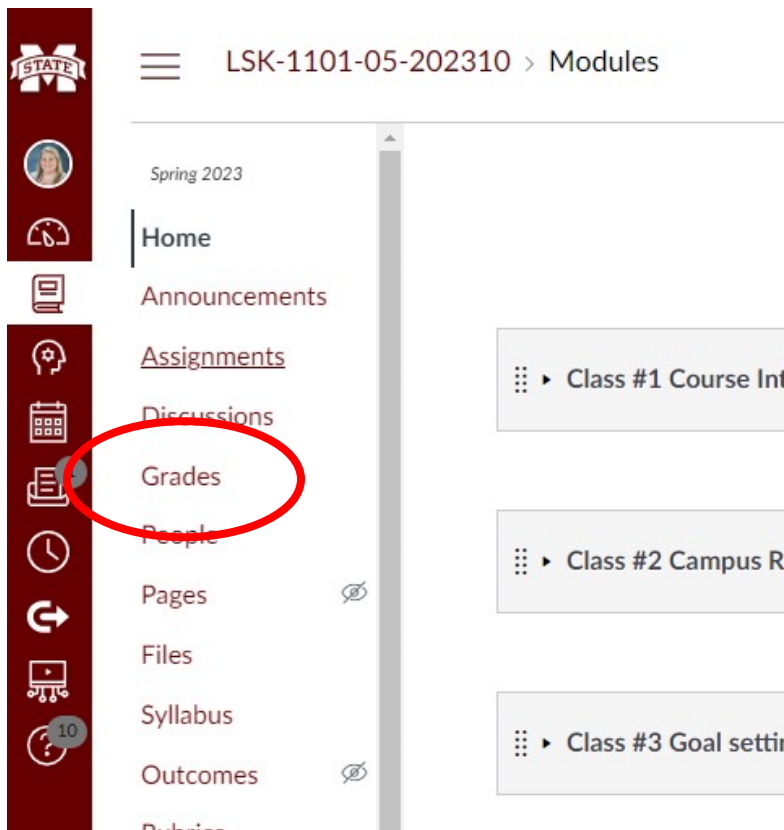 STATE
LSK-1101-05-202310 > Modules
Spring 2023
Home
Announcements
Assignments
Discussions
Grades
People
Pages
Files
Syllabus
Outcomes
10
Class #1 Course Int
Class #2 Campus R
Class #3 Goal settin